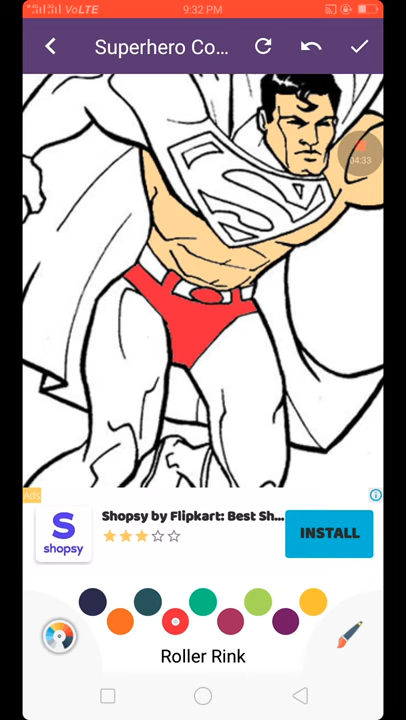 VoLTE 9:32 PM
Superhero Co...
04:33
S
Ads
Shopsy by Flipkart: Best Sh...
INSTALL
S
shopsy
Roller Rink